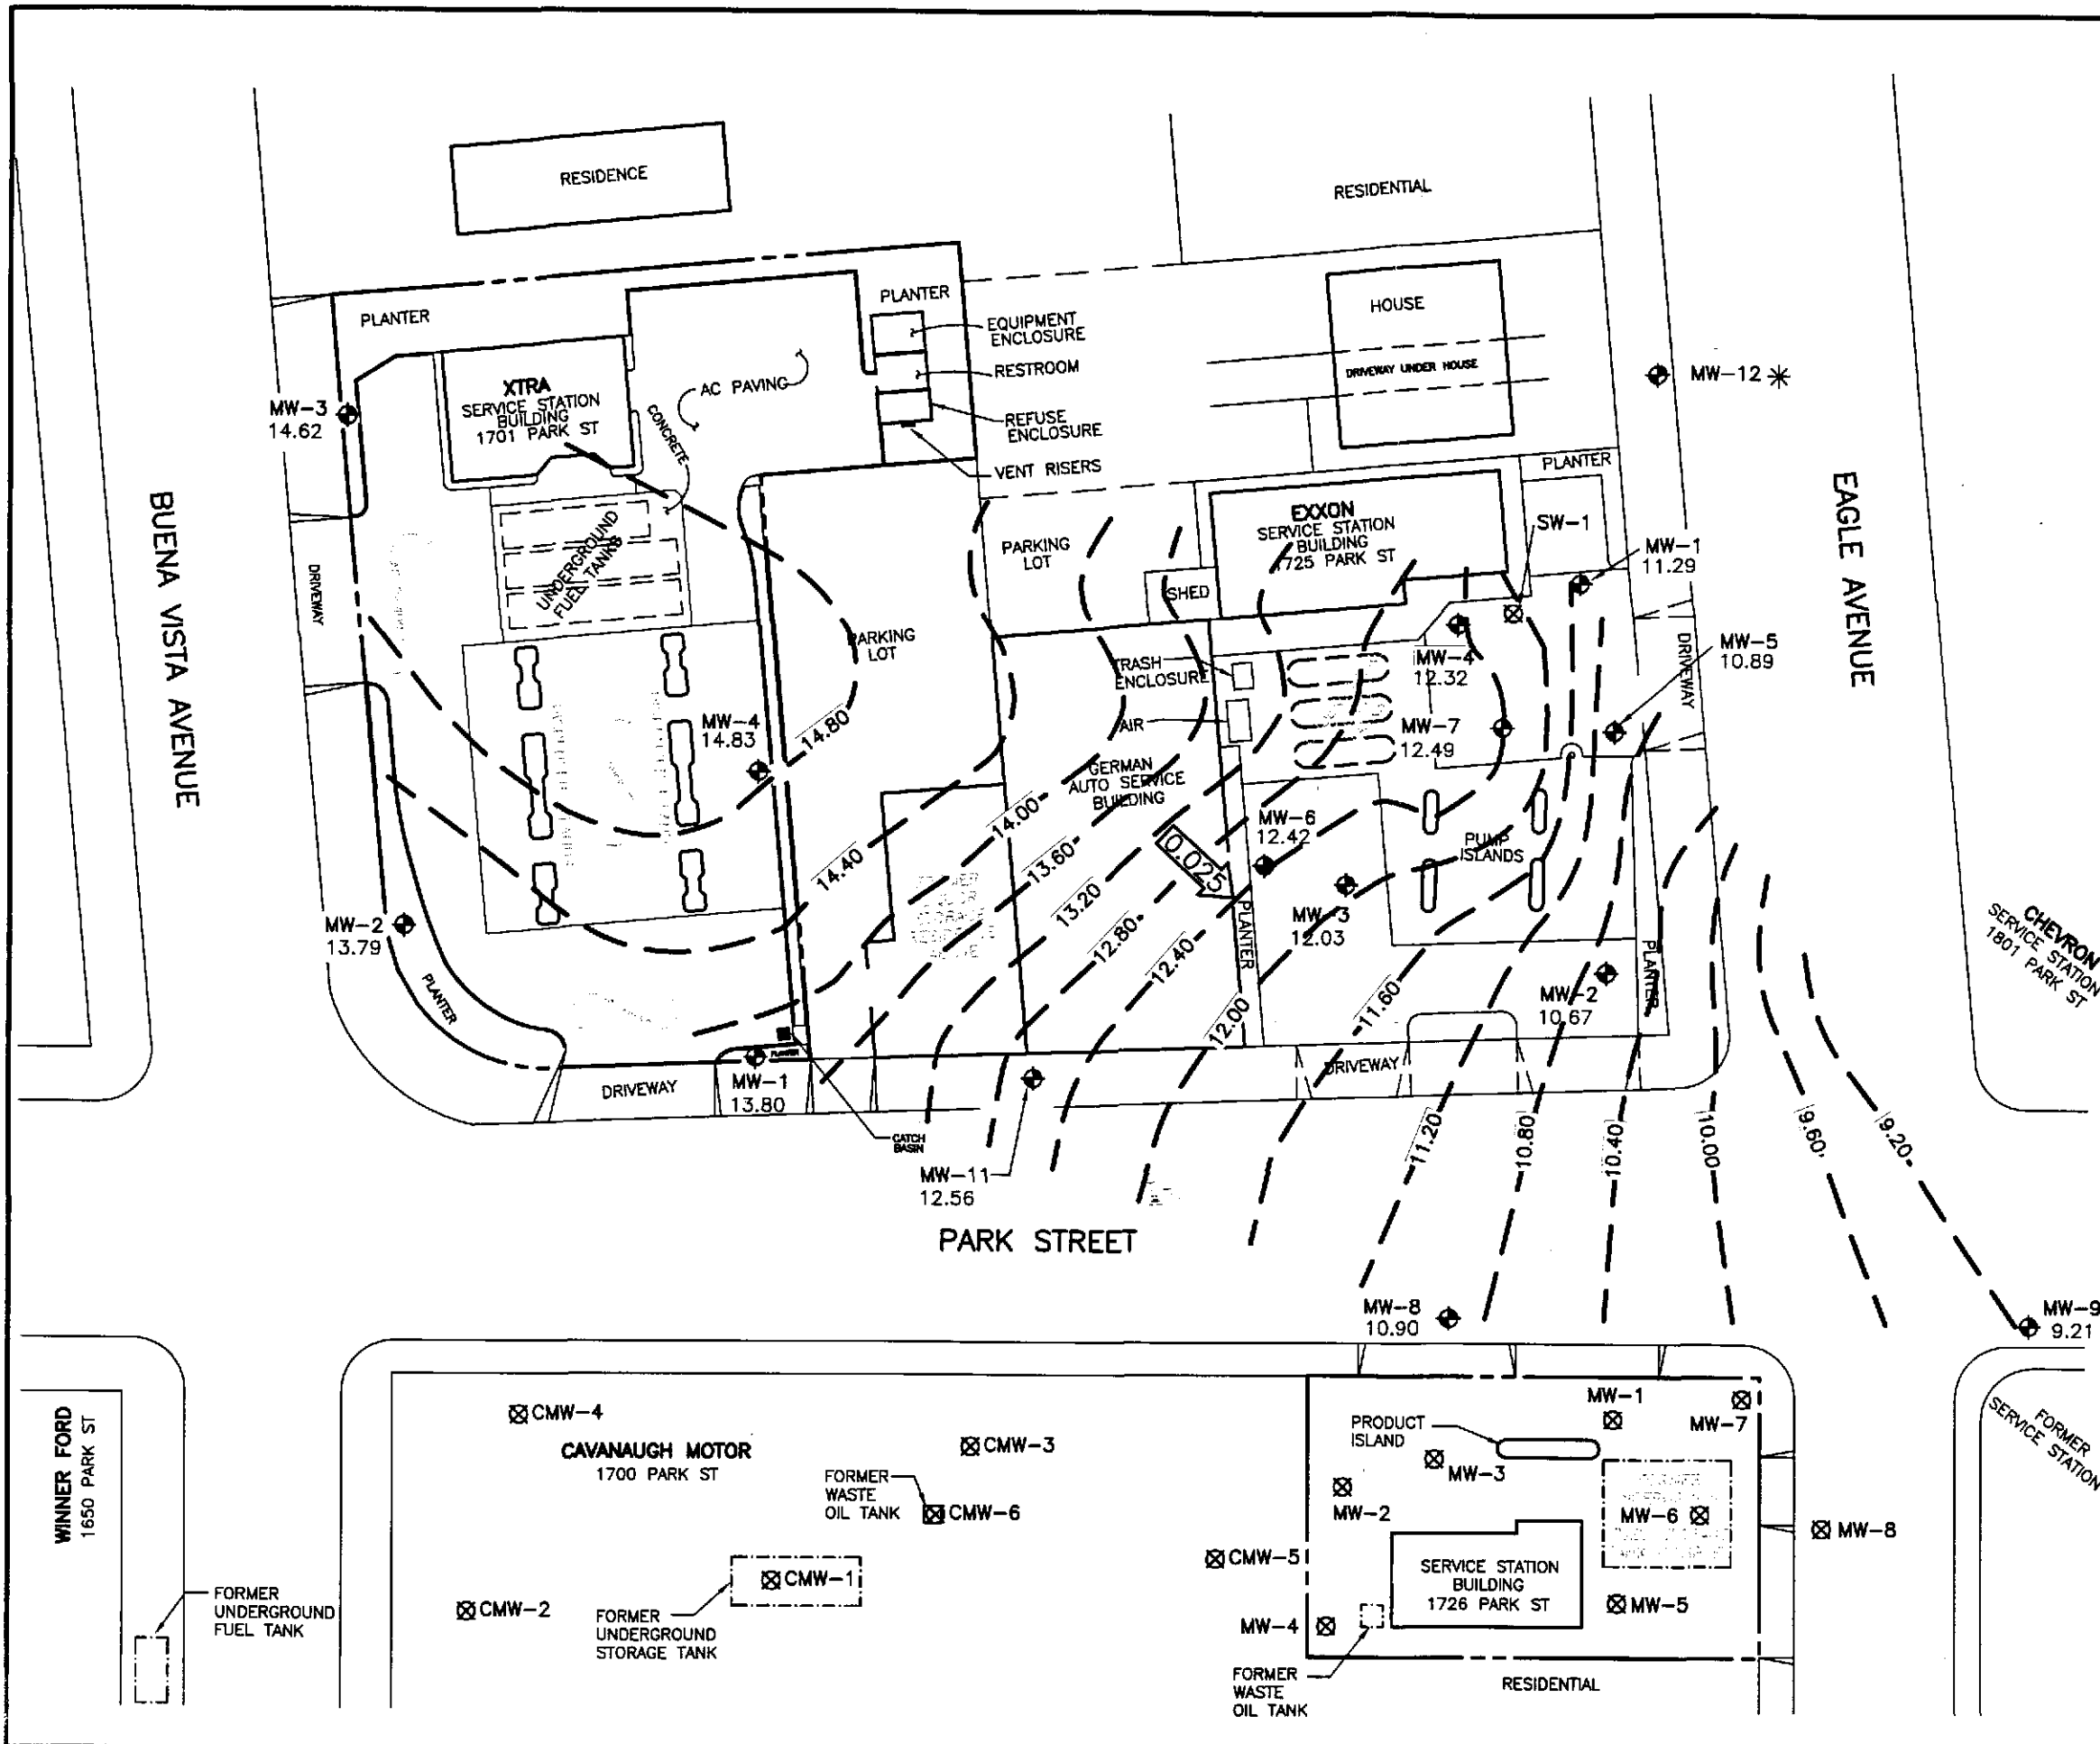 RESIDENCE
RESIDENTIAL
PLANTER
PLANTER
EQUIPMENT
ENCLOSURE
RESTROOM
REFUSE
ENCLOSURE
VENT RISERS
HOUSE
DRIVEWAY UNDER HOUSE
MW-12 *
XTRA
SERVICE STATION
BUILDING
1701 PARK ST
AC PAVING
CONCRETE
MW-3
14.62
BUENA VISTA AVENUE
DRIVEWAY
UNDERGROUND
FUEL TANKS
PARKING
LOT
PARKING
LOT
SHED
EXXON
SERVICE STATION
BUILDING
1725 PARK ST
PLANTER
SW-1
MW-1
11.29
EAGLE AVENUE
MW-5
10.89
DRIVEWAY
MW-4
12.32
MW-7
12.49
TRASH
ENCLOSURE
AIR
GERMAN
AUTO SERVICE
BUILDING
MW-4
14.83
14.80
14.40
14.00
13.60
13.20
12.80
12.40
12.00
11.60
0.025
MW-6
12.42
MW-3
12.03
PUMP
ISLANDS
PLANTER
MW-2
10.67
PLANTER
CHEVRON
SERVICE STATION
1801 PARK ST
MW-2
13.79
PLANTER
DRIVEWAY
PLANTER
MW-1
13.80
CATCH
BASIN
MW-11
12.56
DRIVEWAY
11.20
10.80
10.40
10.00
9.60
9.20
PARK STREET
MW-8
10.90
MW-9
9.21
WINNER FORD
1650 PARK ST
FORMER
UNDERGROUND
FUEL TANK
CMW-4
CAVANAUGH MOTOR
1700 PARK ST
CMW-3
FORMER
WASTE
OIL TANK
CMW-6
CMW-1
CMW-2
FORMER
UNDERGROUND
STORAGE TANK
CMW-5
PRODUCT
ISLAND
MW-1
MW-7
MW-3
MW-2
MW-6
MW-8
SERVICE STATION
BUILDING
1726 PARK ST
MW-5
MW-4
FORMER
WASTE
OIL TANK
RESIDENTIAL
FORMER
SERVICE STATION